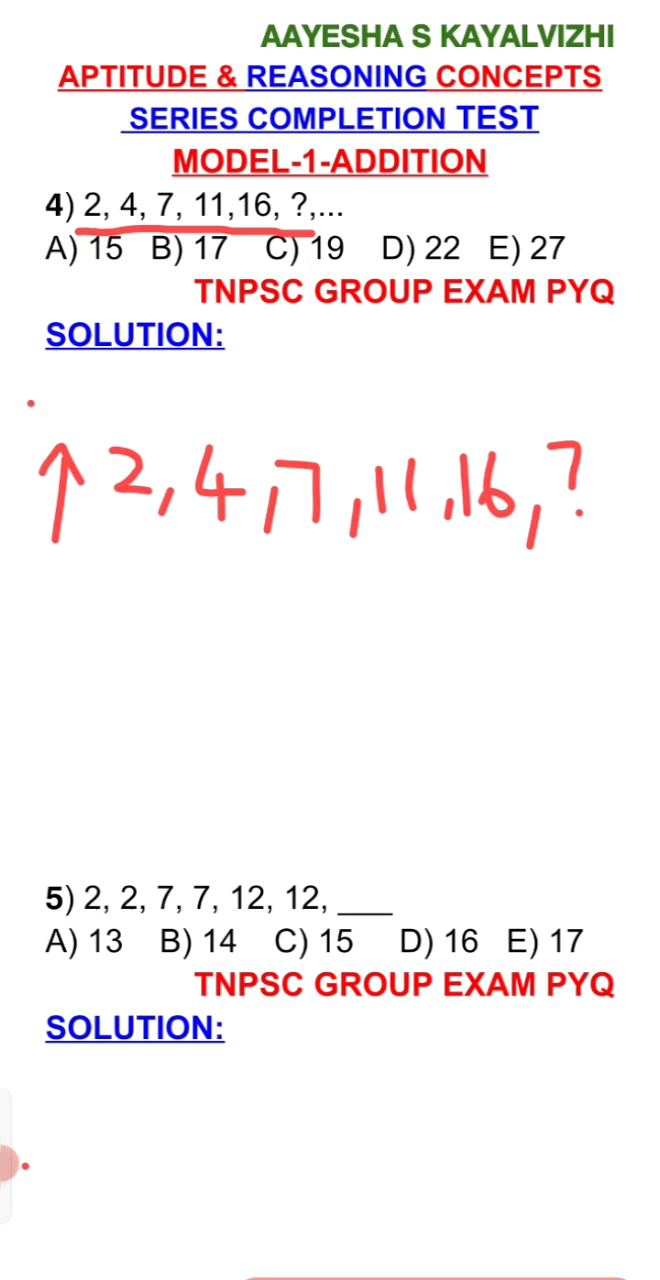 AAYESHA S KAYALVIZHI
APTITUDE & REASONING CONCEPTS
SERIES COMPLETION TEST
MODEL-1-ADDITION
4) 2, 4, 7, 11,16, ?,...
A) 15 B) 17 C) 19 D) 22 E) 27
TNPSC GROUP EXAM PYQ
SOLUTION:
↑ 2, 4, 7, 11, 16, ?
5) 2, 2, 7, 7, 12, 12, ___
A) 13 B) 14 C) 15 D) 16 E) 17
TNPSC GROUP EXAM PYQ
SOLUTION: